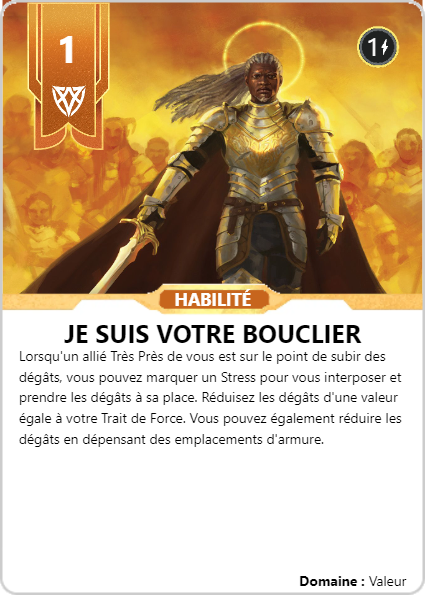 1
1
HABILITÉ
JE SUIS VOTRE BOUCLIER
Lorsqu'un allié Très Près de vous est sur le point de subir des
dégâts, vous pouvez marquer un Stress pour vous interposer et
prendre les dégâts à sa place. Réduisez les dégâts d'une valeur
égale à votre Trait de Force. Vous pouvez également réduire les
dégâts en dépensant des emplacements d'armure.
Domaine : Valeur